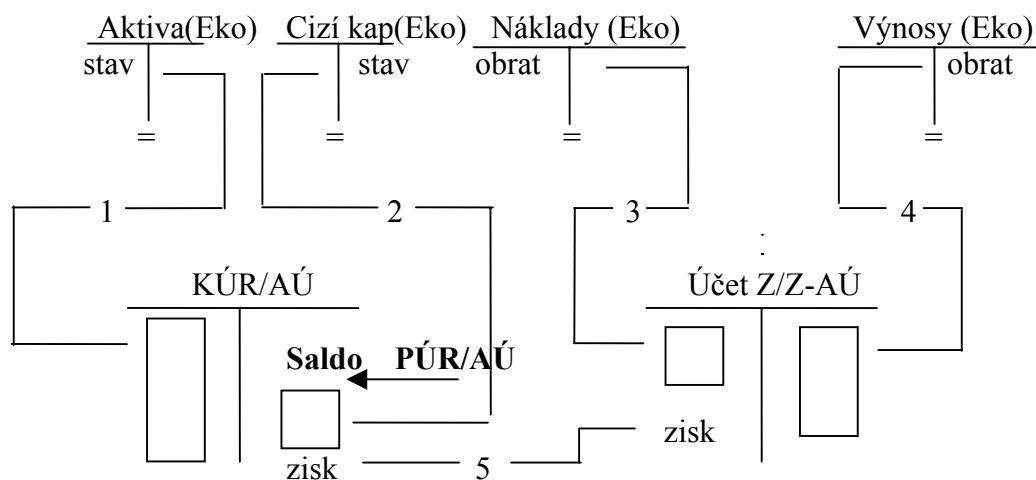 Aktiva(Eko) Cizí kap(Eko) Náklady (Eko) Výnosy (Eko)
stav stav obrat obrat
= = = =
1 2 3 4
KÚR/AÚ Účet Z/Z-AÚ
Saldo PÚR/AÚ
zisk
zisk 5